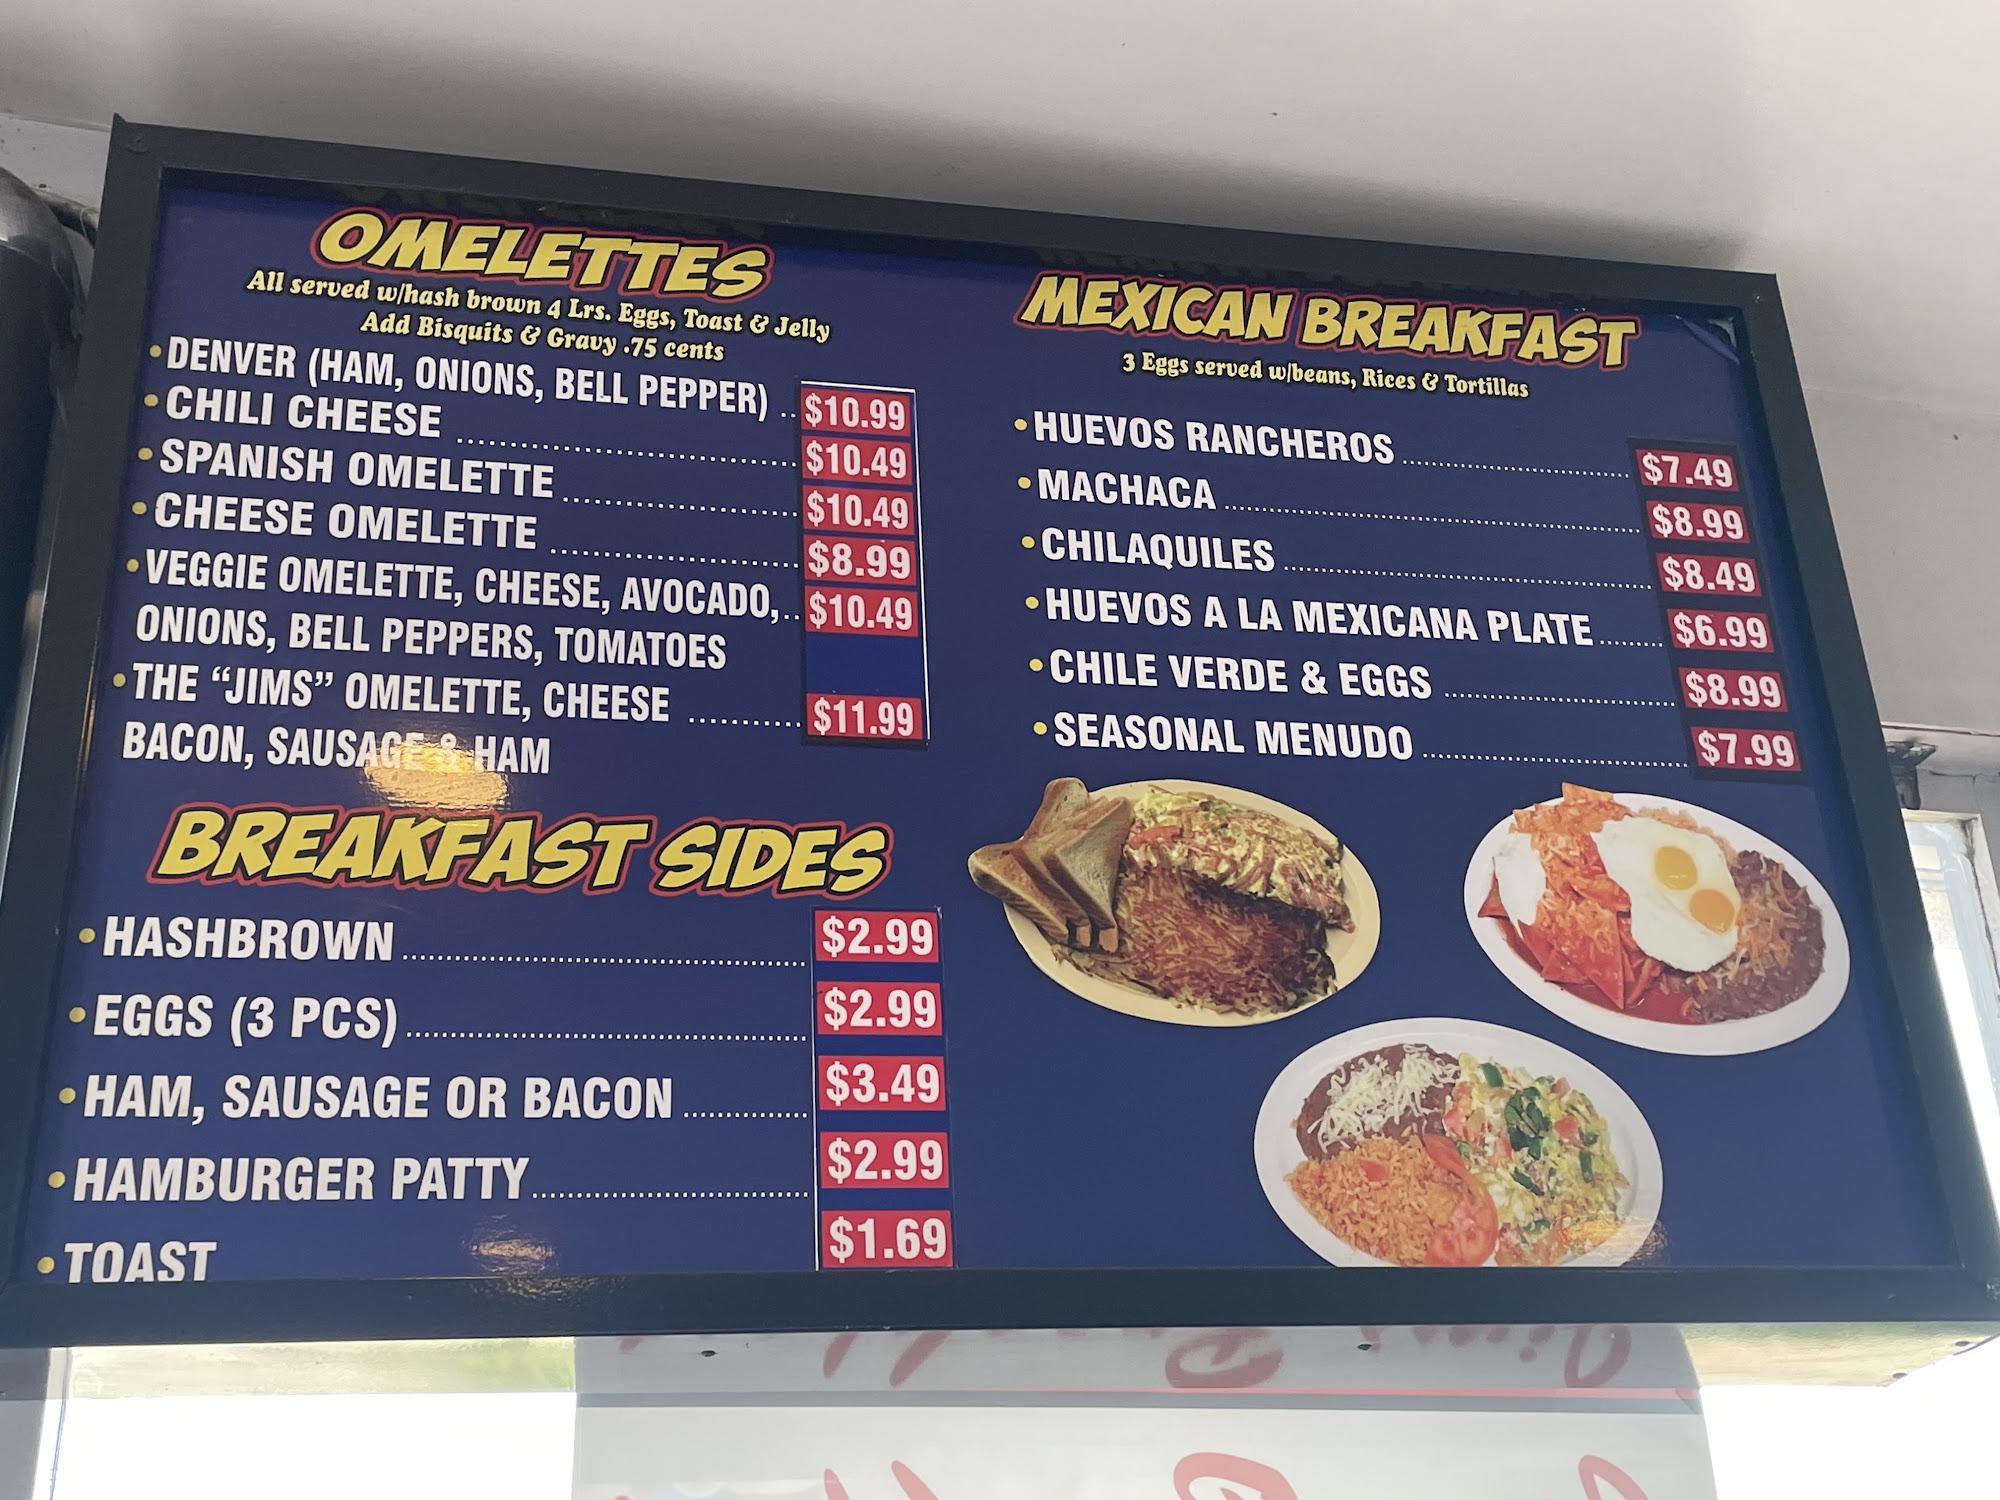 OMELETTES
All served w/hash brown 4 Lrs. Eggs, Toast & Jelly
Add Bisquits & Gravy .75 cents
•DENVER (HAM, ONIONS, BELL PEPPER) .. $10.99
•CHILI CHEESE ........ $10.49
•SPANISH OMELETTE ........ $10.49
•CHEESE OMELETTE ........ $8.99
•VEGGIE OMELETTE, CHEESE, AVOCADO,.. $10.49
ONIONS, BELL PEPPERS, TOMATOES
•THE “JIMS” OMELETTE, CHEESE ........ $11.99
BACON, SAUSAGE & HAM
BREAKFAST SIDES
•HASHBROWN ........ $2.99
•EGGS (3 PCS) ........ $2.99
•HAM, SAUSAGE OR BACON ........ $3.49
•HAMBURGER PATTY ........ $2.99
•TOAST $1.69
MEXICAN BREAKFAST
3 Eggs served w/beans, Rices & Tortillas
•HUEVOS RANCHEROS ........ $7.49
•MACHACA ........ $8.99
•CHILAQUILES ........ $8.49
•HUEVOS A LA MEXICANA PLATE ........ $6.99
•CHILE VERDE & EGGS ........ $8.99
•SEASONAL MENUDO ........ $7.99